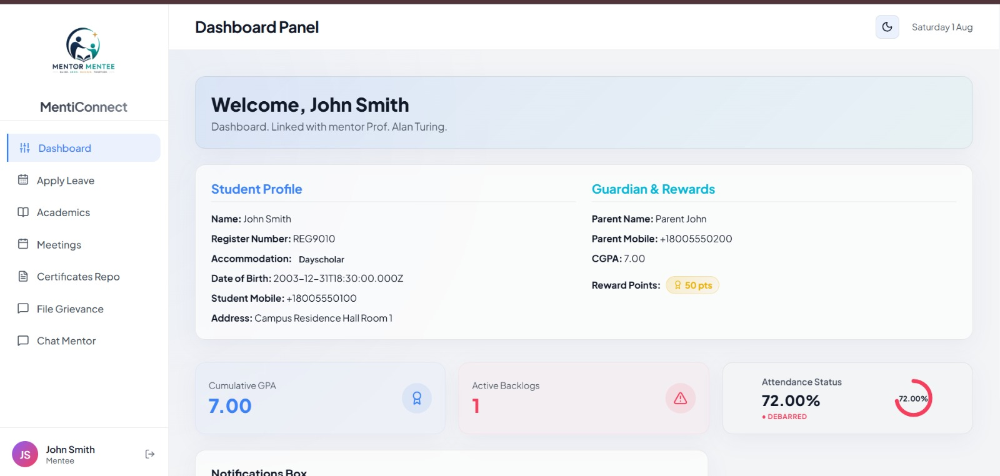 MENTOR MENTEE
MentiConnect
Dashboard
Apply Leave
Academics
Meetings
Certificates Repo
File Grievance
Chat Mentor
JS
John Smith
Mentee
Dashboard Panel
Saturday 1 Aug
Welcome, John Smith
Dashboard. Linked with mentor Prof. Alan Turing.
Student Profile
Name: John Smith
Register Number: REG9010
Accommodation: Dayscholar
Date of Birth: 2003-12-31T18:30:00.000Z
Student Mobile: +18005550100
Address: Campus Residence Hall Room 1
Guardian & Rewards
Parent Name: Parent John
Parent Mobile: +18005550200
CGPA: 7.00
Reward Points: 50 pts
Cumulative GPA
7.00
Active Backlogs
1
Attendance Status
72.00%
• DEBARRED
72.00%
Notifications Box